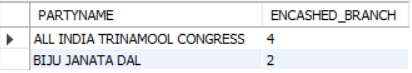 PARTYNAME ENCASHED_BRANCH
ALL INDIA TRINAMOOL CONGRESS 4
BIJU JANATA DAL 2